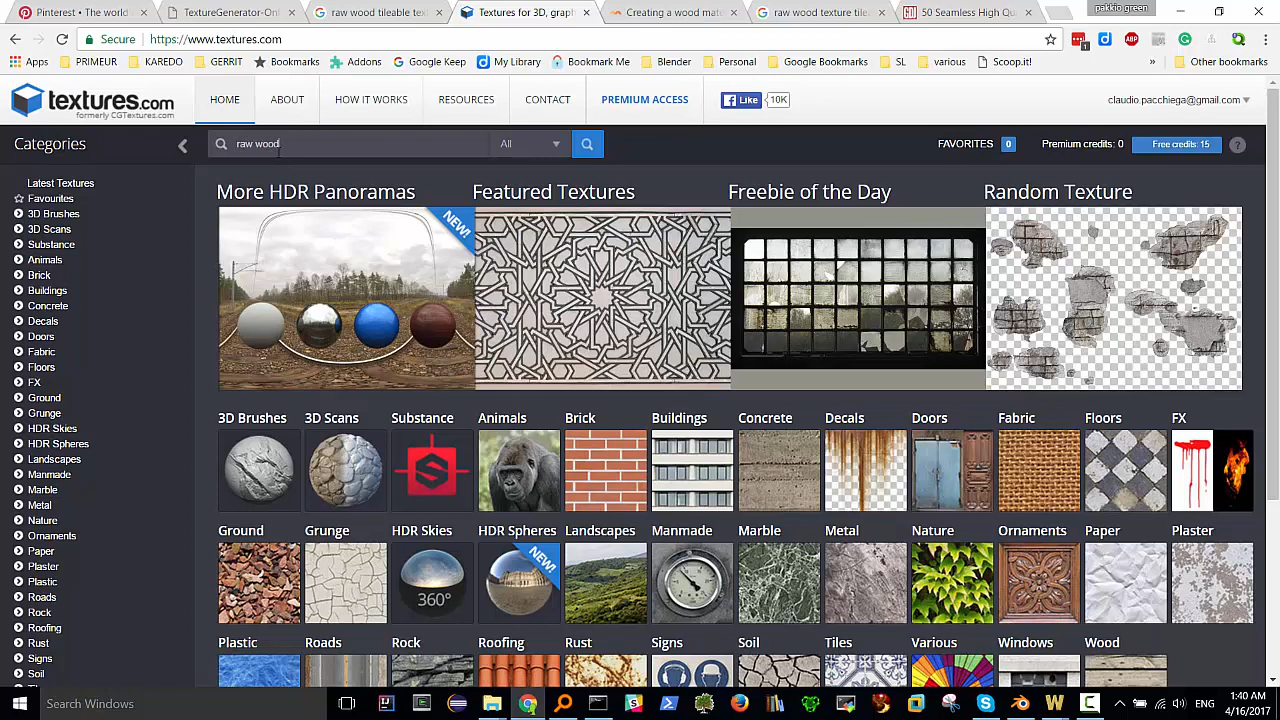 Pinterest • The world's
TextureGenerator-Onl
raw wood tileable text
Textures for 3D, graph
Creating a wood mate
raw wood texture tile
50 Seamless High Qu
pakkio green
Secure https://www.textures.com
Apps PRIMEUR KAREDO GERRIT Bookmarks Addons Google Keep My Library Bookmark Me Blender Personal Google Bookmarks SL various Scoop.it! » Other bookmarks
textures.com
formerly CGTextures.com
HOME ABOUT HOW IT WORKS RESOURCES CONTACT PREMIUM ACCESS Like 10K claudio.pacchiega@gmail.com
Categories
raw wood All
FAVORITES 0 Premium credits: 0 Free credits: 15 ?
Latest Textures
Favourites
3D Brushes
3D Scans
Substance
Animals
Brick
Buildings
Concrete
Decals
Doors
Fabric
Floors
FX
Ground
Grunge
HDR Skies
HDR Spheres
Landscapes
Manmade
Marble
Metal
Nature
Ornaments
Paper
Plaster
Plastic
Roads
Rock
Roofing
Rust
Signs
Soil
More HDR Panoramas Featured Textures Freebie of the Day Random Texture
NEW!
3D Brushes 3D Scans Substance Animals Brick Buildings Concrete Decals Doors Fabric Floors FX
Ground Grunge HDR Skies HDR Spheres Landscapes Manmade Marble Metal Nature Ornaments Paper Plaster
360°
NEW!
Plastic Roads Rock Roofing Rust Signs Soil Tiles Various Windows Wood
Search Windows
1:40 AM
4/16/2017